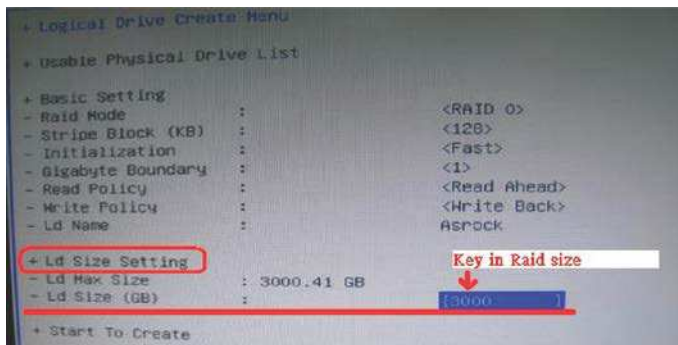 + Logical Drive Create Menu
+ Usable Physical Drive List
+ Basic Setting
- Raid Mode : <RAID 0>
- Stripe Block (KB) : <128>
- Initialization : <Fast>
- Gigabyte Boundary : <1>
- Read Policy : <Read Ahead>
- Write Policy : <Write Back>
- Ld Name : Asrock
+ Ld Size Setting
Key in Raid size
- Ld Max Size : 3000.41 GB
- Ld Size (GB) : [3000 ]
+ Start To Create